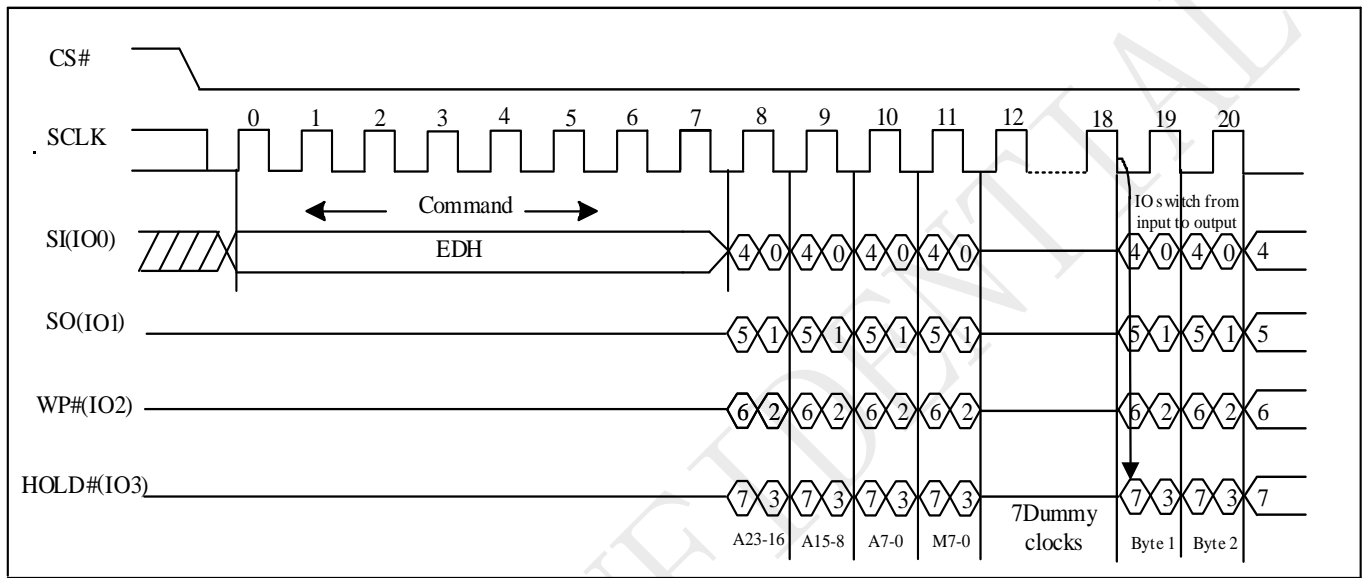 CS#
SCLK
0 1 2 3 4 5 6 7 8 9 10 11 12 18 19 20
Command
IO switch from
input to output
SI(IO0)
EDH
4 0 4 0 4 0 4 0 4 0 4 0 4
SO(IO1)
5 1 5 1 5 1 5 1 5 1 5 1 5
WP#(IO2)
6 2 6 2 6 2 6 2 6 2 6 2 6
HOLD#(IO3)
7 3 7 3 7 3 7 3 7 3 7 3 7
A23-16 A15-8 A7-0 M7-0
7Dummy
clocks
Byte 1 Byte 2